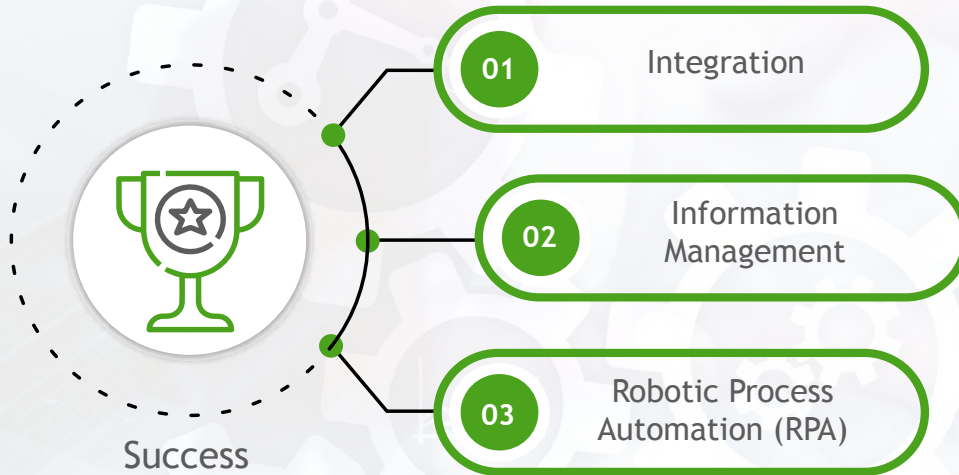 01
Integration
02
Information
Management
03
Robotic Process
Automation (RPA)
Success